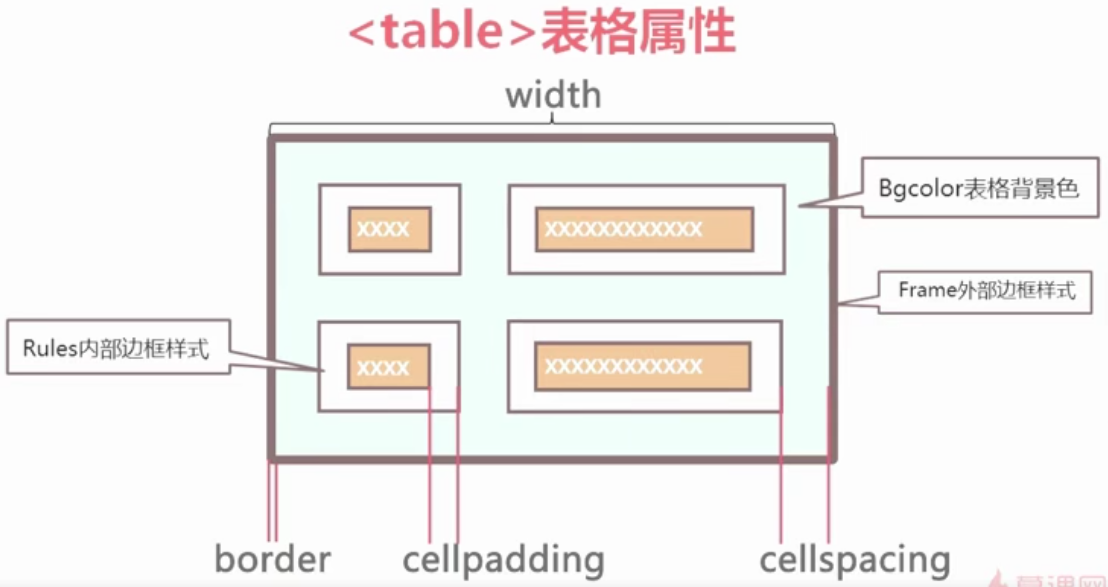 <table>表格属性
width
Bgcolor表格背景色
xxxx
xxxxxxxxxxxx
Frame外部边框样式
Rules内部边框样式
xxxx
xxxxxxxxxxxx
border
cellpadding
cellspacing
慕课网